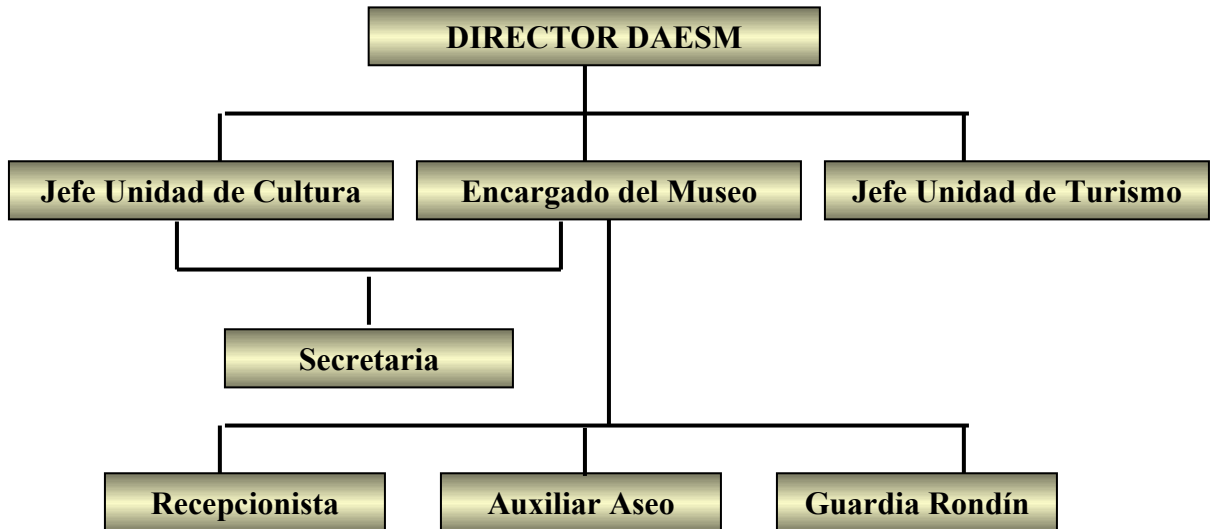 DIRECTOR DAESM
Jefe Unidad de Cultura
Encargado del Museo
Jefe Unidad de Turismo
Secretaria
Recepcionista
Auxiliar Aseo
Guardia Rondín